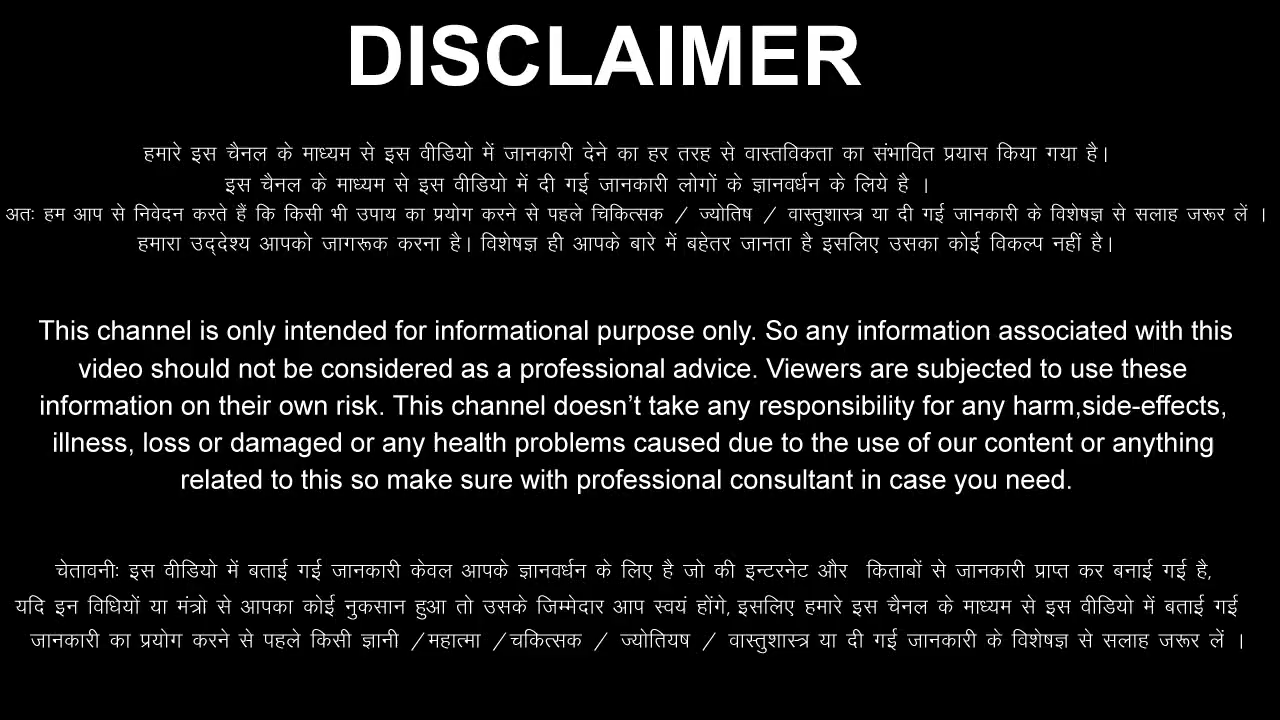 DISCLAIMER
हमारे इस चैनल के माध्यम से इस वीडियो में जानकारी देने का हर तरह से वास्तविकता का संभावित प्रयास किया गया है।
इस चैनल के माध्यम से इस वीडियो में दी गई जानकारी लोगों के ज्ञानवर्धन के लिये है ।
अतः हम आप से निवेदन करते हैं कि किसी भी उपाय का प्रयोग करने से पहले चिकित्सक / ज्योतिष / वास्तुशास्त्र या दी गई जानकारी के विशेषज्ञ से सलाह जरूर लें ।
हमारा उद्देश्य आपको जागरूक करना है। विशेषज्ञ ही आपके बारे में बहेतर जानता है इसलिए उसका कोई विकल्प नहीं है।
This channel is only intended for informational purpose only. So any information associated with this
video should not be considered as a professional advice. Viewers are subjected to use these
information on their own risk. This channel doesn’t take any responsibility for any harm,side-effects,
illness, loss or damaged or any health problems caused due to the use of our content or anything
related to this so make sure with professional consultant in case you need.
चेतावनीः इस वीडियो में बताई गई जानकारी केवल आपके ज्ञानवर्धन के लिए है जो की इन्टरनेट और किताबों से जानकारी प्राप्त कर बनाई गई है,
यदि इन विधियों या मंत्रो से आपका कोई नुकसान हुआ तो उसके जिम्मेदार आप स्वयं होंगे, इसलिए हमारे इस चैनल के माध्यम से इस वीडियो में बताई गई
जानकारी का प्रयोग करने से पहले किसी ज्ञानी /महात्मा /चकित्सक / ज्योतियष / वास्तुशास्त्र या दी गई जानकारी के विशेषज्ञ से सलाह जरूर लें ।